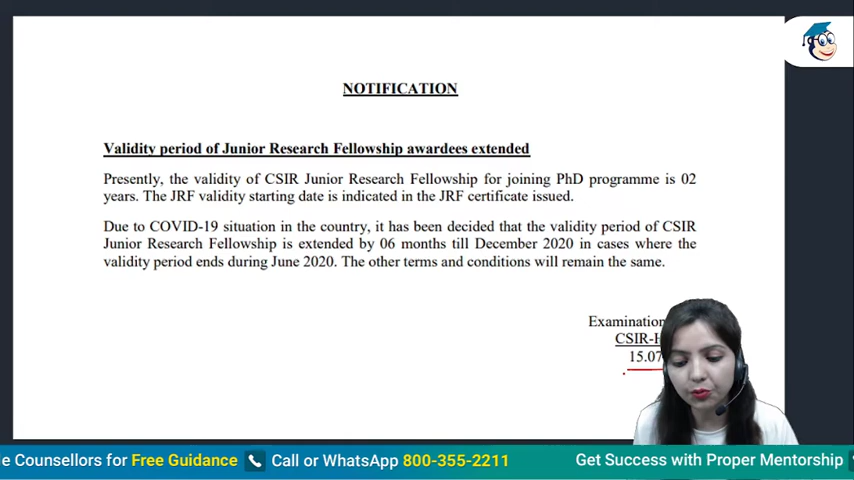 NOTIFICATION
Validity period of Junior Research Fellowship awardees extended
Presently, the validity of CSIR Junior Research Fellowship for joining PhD programme is 02
years. The JRF validity starting date is indicated in the JRF certificate issued.
Due to COVID-19 situation in the country, it has been decided that the validity period of CSIR
Junior Research Fellowship is extended by 06 months till December 2020 in cases where the
validity period ends during June 2020. The other terms and conditions will remain the same.
Examination
CSIR-H
15.07
Counsellors for Free Guidance Call or WhatsApp 800-355-2211 Get Success with Proper Mentorship